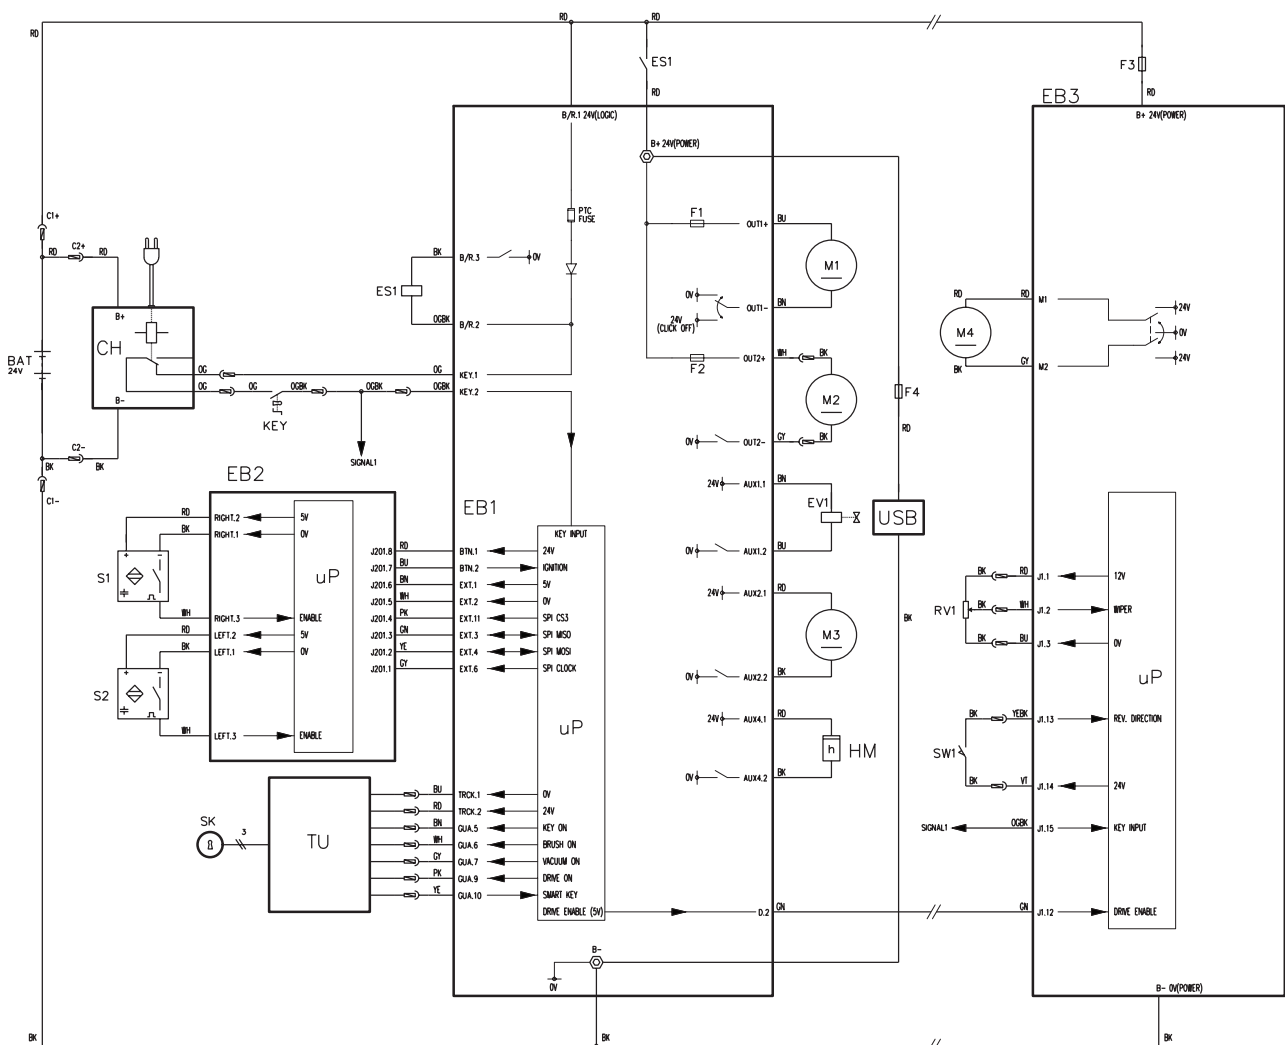 RD
RD
RD
ES1
F3
RD
RD
EB3
B/R.1 24V(LOGIC)
B+ 24V(POWER)
B+ 24V(POWER)
C1+
PTC
FUSE
F1
OUT1+
BU
C2+
RD
RD
BK
B/R.3
0V
M1
ES1
B+
0V
OUT1-
BN
RD
RD
M1
24V
24V
(CLICK OFF)
OGBK
B/R.2
M4
0V
CH
WH
BK
BAT
24V
OUT2+
24V
F2
GY
M2
BK
OG
OG
KEY.1
OG
OG
OGBK
OGBK
OGBK
KEY.2
F4
B-
M2
KEY
RD
C2-
0V
OUT2-
GY
BK
BK
BK
SIGNAL1
EB2
24V
AUX1.1
BN
C1-
EB1
EV1
USB
RD
RIGHT.2
5V
BK
RIGHT.1
0V
KEY INPUT
J201.8
RD
BTN.1
24V
0V
AUX1.2
BU
S1
uP
J201.7
BU
BTN.2
IGNITION
BK
RD
J1.1
12V
J201.6
BN
EXT.1
5V
24V
AUX2.1
RD
J201.5
WH
EXT.2
0V
RV1
BK
WH
J1.2
WIPER
WH
RIGHT.3
ENABLE
J201.4
PK
EXT.11
SPI CS3
BK
RD
LEFT.2
5V
J201.3
GN
EXT.3
SPI MISO
M3
BK
BU
J1.3
0V
BK
LEFT.1
0V
J201.2
YE
EXT.4
SPI MOSI
J201.1
GY
EXT.6
SPI CLOCK
0V
AUX2.2
BK
uP
S2
24V
AUX4.1
RD
BK
YEBK
J1.13
REV. DIRECTION
WH
LEFT.3
ENABLE
uP
h
HM
SW1
0V
AUX4.2
BK
BK
VT
J1.14
24V
BU
TRCK.1
0V
RD
TRCK.2
24V
SK
3
TU
BN
GUA.5
KEY ON
SIGNAL1
OGBK
J1.15
KEY INPUT
WH
GUA.6
BRUSH ON
GY
GUA.7
VACUUM ON
PK
GUA.9
DRIVE ON
YE
GUA.10
SMART KEY
DRIVE ENABLE (5V)
D.2
GN
GN
J1.12
DRIVE ENABLE
B-
0V
B- 0V(POWER)
BK
BK
BK